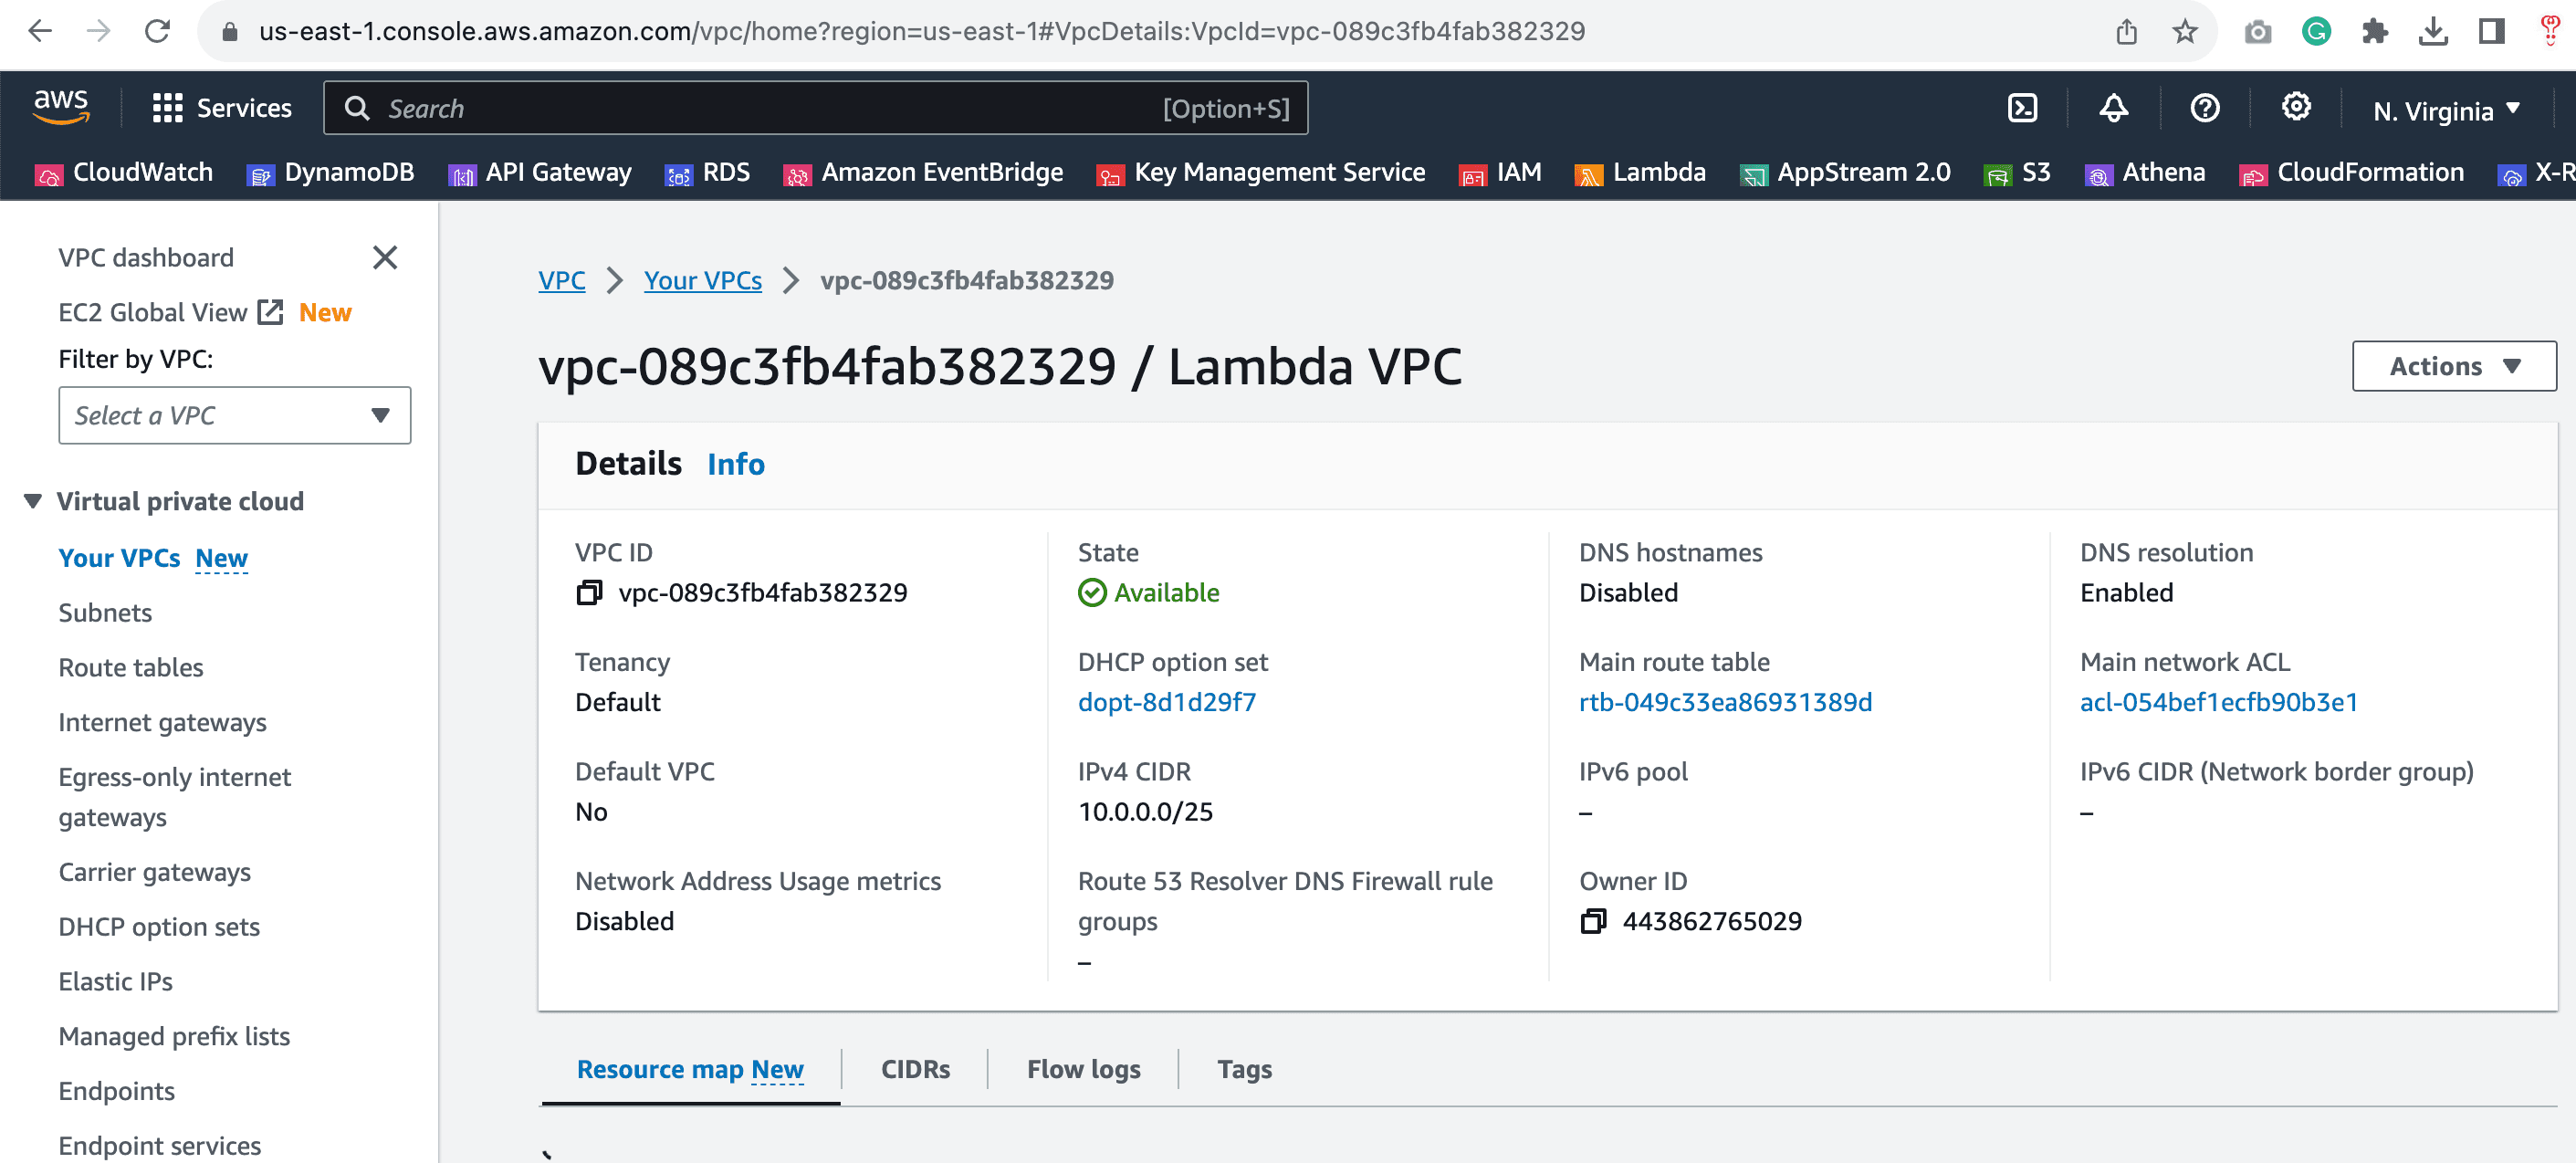 us-east-1.console.aws.amazon.com/vpc/home?region=us-east-1#VpcDetails:VpcId=vpc-089c3fb4fab382329
aws
Services
Search
[Option+S]
N. Virginia
CloudWatch
DynamoDB
API Gateway
RDS
Amazon EventBridge
Key Management Service
IAM
Lambda
AppStream 2.0
S3
Athena
CloudFormation
X-R
VPC dashboard
EC2 Global View New
Filter by VPC:
Select a VPC
Virtual private cloud
Your VPCs New
Subnets
Route tables
Internet gateways
Egress-only internet
gateways
Carrier gateways
DHCP option sets
Elastic IPs
Managed prefix lists
Endpoints
Endpoint services
VPC
Your VPCs
vpc-089c3fb4fab382329
vpc-089c3fb4fab382329 / Lambda VPC
Actions
Details Info
VPC ID
vpc-089c3fb4fab382329
State
Available
DNS hostnames
Disabled
DNS resolution
Enabled
Tenancy
Default
DHCP option set
dopt-8d1d29f7
Main route table
rtb-049c33ea86931389d
Main network ACL
acl-054bef1ecfb90b3e1
Default VPC
No
IPv4 CIDR
10.0.0.0/25
IPv6 pool
–
IPv6 CIDR (Network border group)
–
Network Address Usage metrics
Disabled
Route 53 Resolver DNS Firewall rule
groups
–
Owner ID
443862765029
Resource map New
CIDRs
Flow logs
Tags